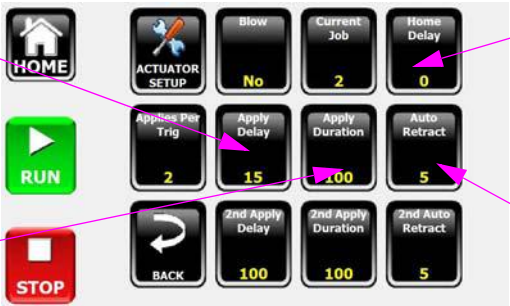 HOME
ACTUATOR
SETUP
Blow
No
Current
Job
2
Home
Delay
0
RUN
Applies Per
Trig
2
Apply
Delay
15
Apply
Duration
100
Auto
Retract
5
STOP
BACK
2nd Apply
Delay
100
2nd Apply
Duration
100
2nd Auto
Retract
5